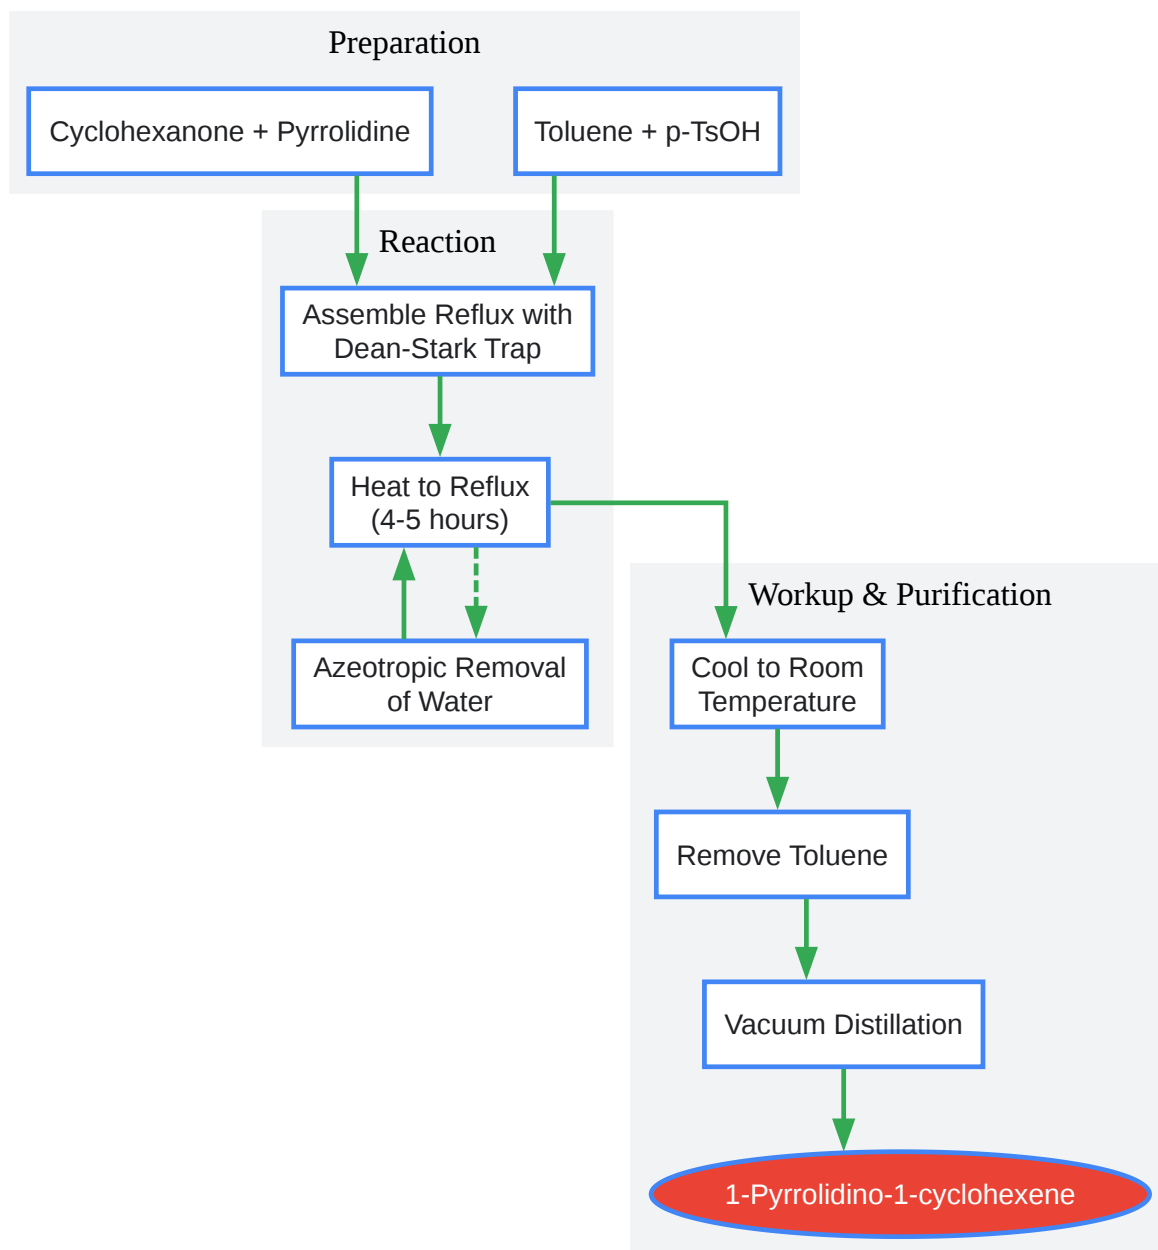 Preparation
Cyclohexanone + Pyrrolidine
Toluene + p-TsOH
Reaction
Assemble Reflux with
Dean-Stark Trap
Heat to Reflux
(4-5 hours)
Azeotropic Removal
of Water
Workup & Purification
Cool to Room
Temperature
Remove Toluene
Vacuum Distillation
1-Pyrrolidino-1-cyclohexene